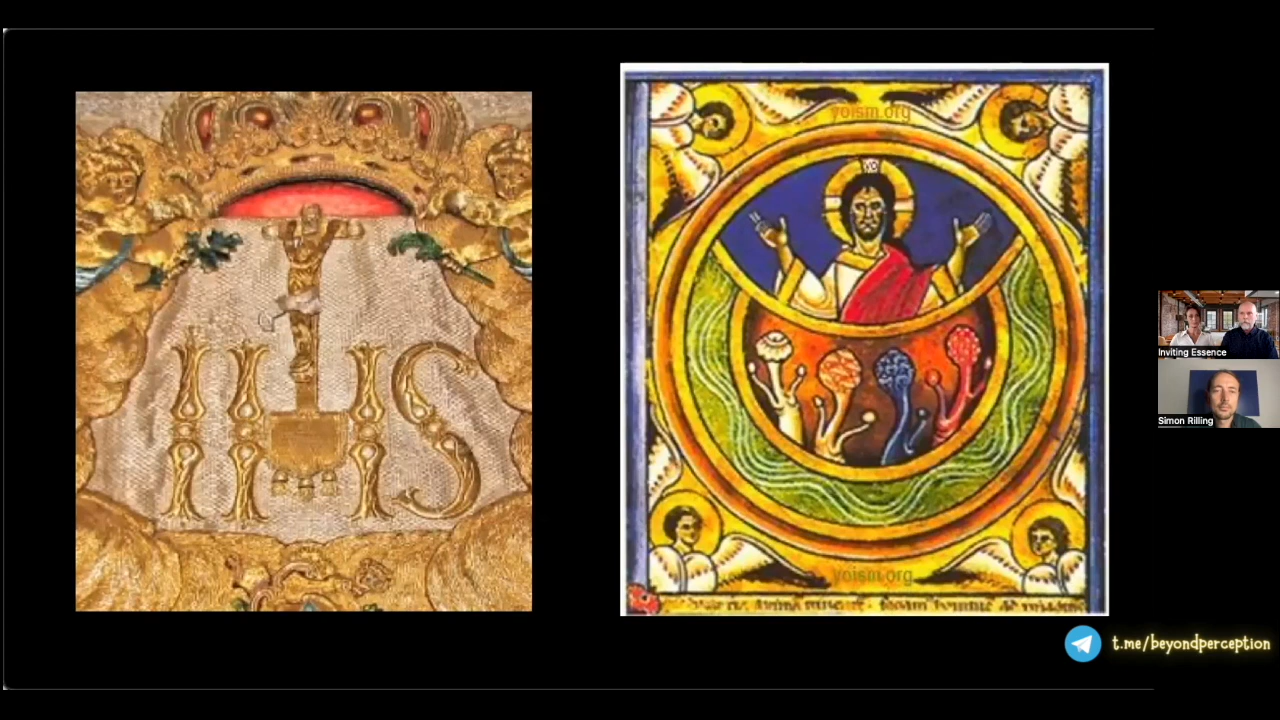 IHS
yoism.org
yoism.org
Inviting Essence
Simon Rilling
t.me/beyondperception